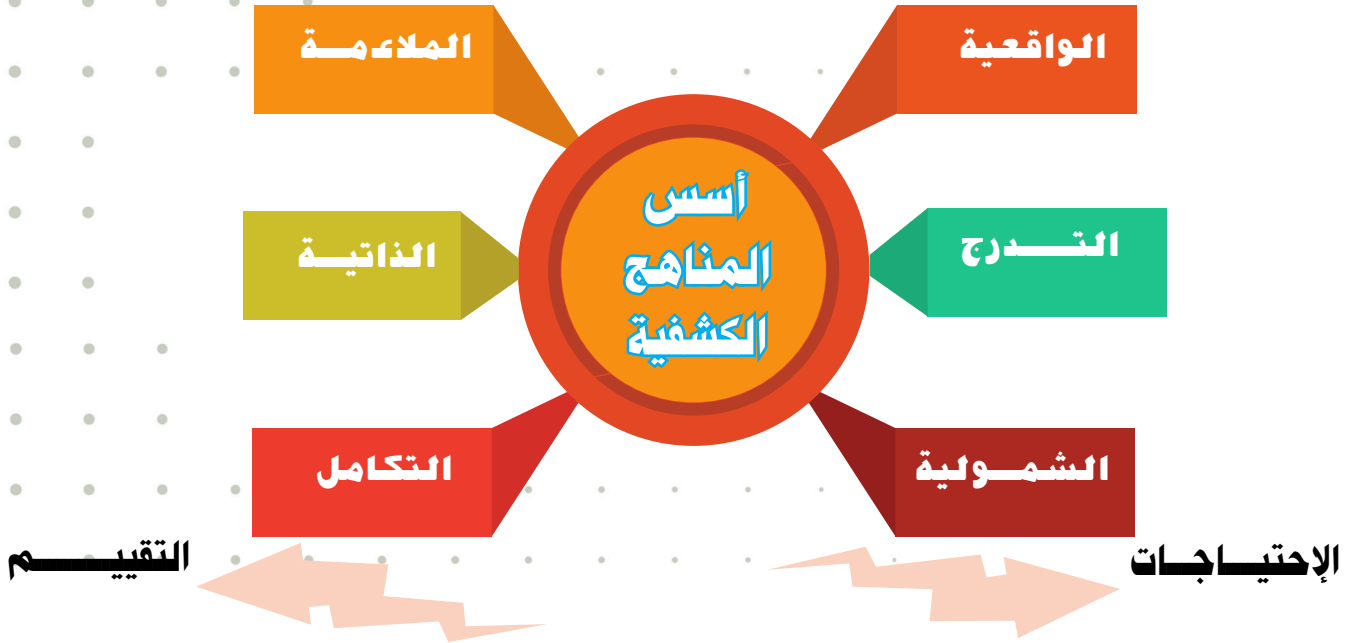 الواقعية
الملاءمة
أسس
المناهج
الكشفية
التدرج
الذاتية
الشمولية
التكامل
الإحتياجات
التقييم